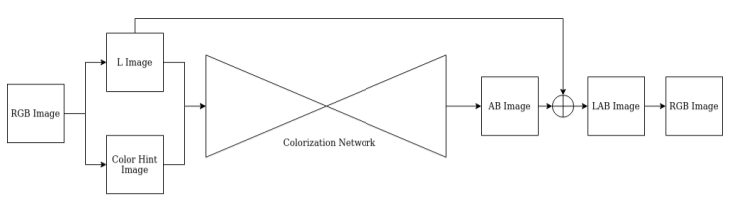 L Image
RGB Image
Color Hint
Image
Colorization Network
AB Image
LAB Image
RGB Image